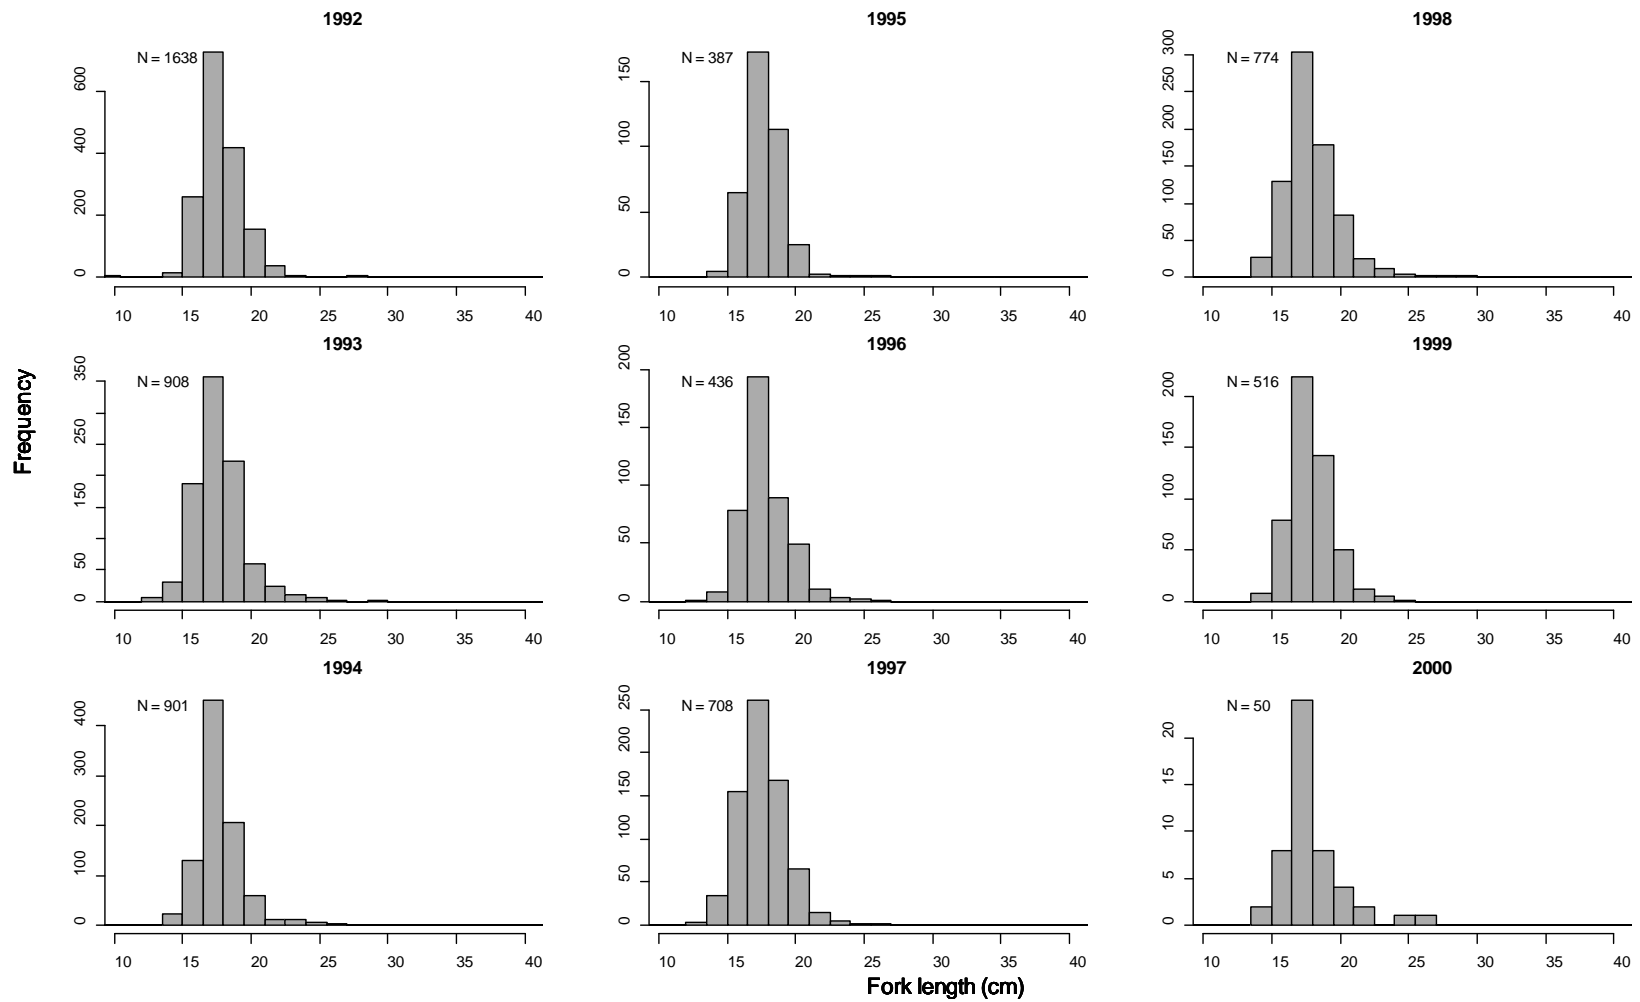 1992
1995
1998
N = 1638
N = 387
N = 774
0 200 400 600
0 50 100 150
0 50 100 150 200 250 300
10 15 20 25 30 35 40
10 15 20 25 30 35 40
10 15 20 25 30 35 40
1993
1996
1999
N = 908
N = 436
N = 516
Frequency
0 50 150 250 350
0 50 100 150 200
0 50 100 150 200
10 15 20 25 30 35 40
10 15 20 25 30 35 40
10 15 20 25 30 35 40
1994
1997
2000
N = 901
N = 708
N = 50
0 100 200 300 400
0 50 100 150 200 250
0 5 10 15 20
10 15 20 25 30 35 40
10 15 20 25 30 35 40
10 15 20 25 30 35 40
Fork length (cm)